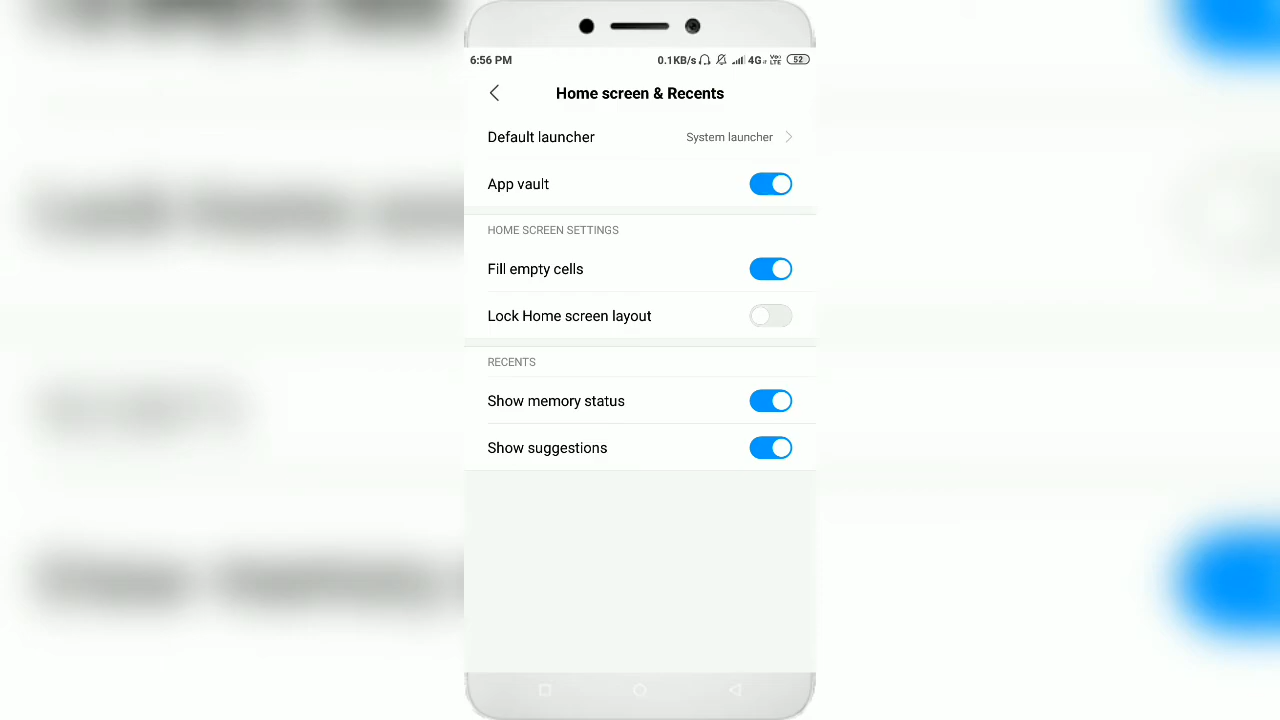 6:56 PM 0.1KB/s 4G VoLTE 52
Home screen & Recents
Default launcher System launcher
App vault
HOME SCREEN SETTINGS
Fill empty cells
Lock Home screen layout
RECENTS
Show memory status
Show suggestions